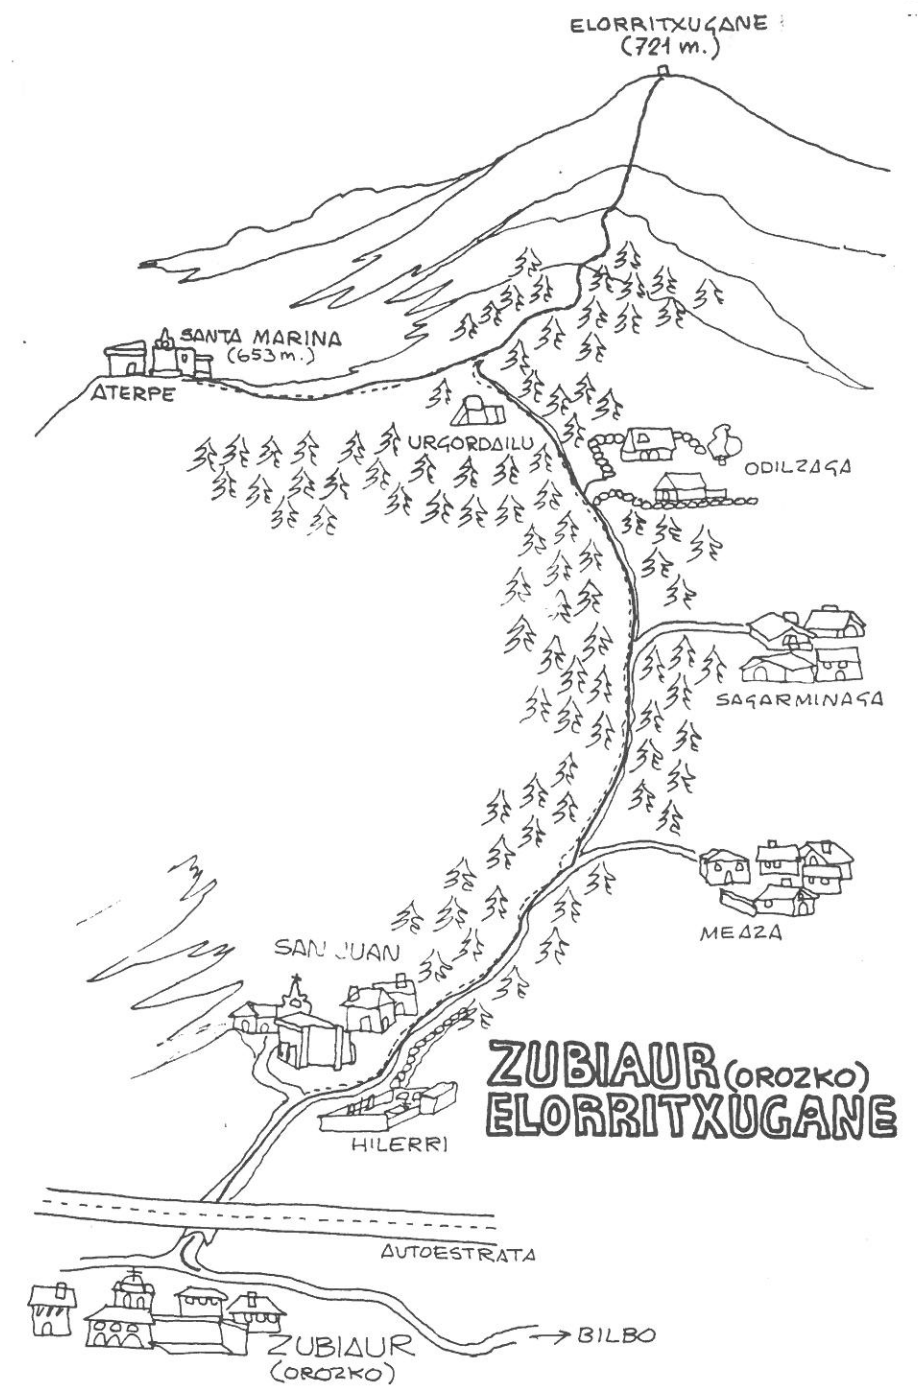 ELORRITXUGANE
(721 m.)
SANTA MARINA
(653 m.)
ATERPE
URGORDAILU
ODILZAGA
SAGARMINAGA
MEAZA
SAN JUAN
ZUBIAUR (OROZKO)
ELORRITXUGANE
HILERRI
AUTOESTRATA
BILBO
ZUBIAUR
(OROZKO)